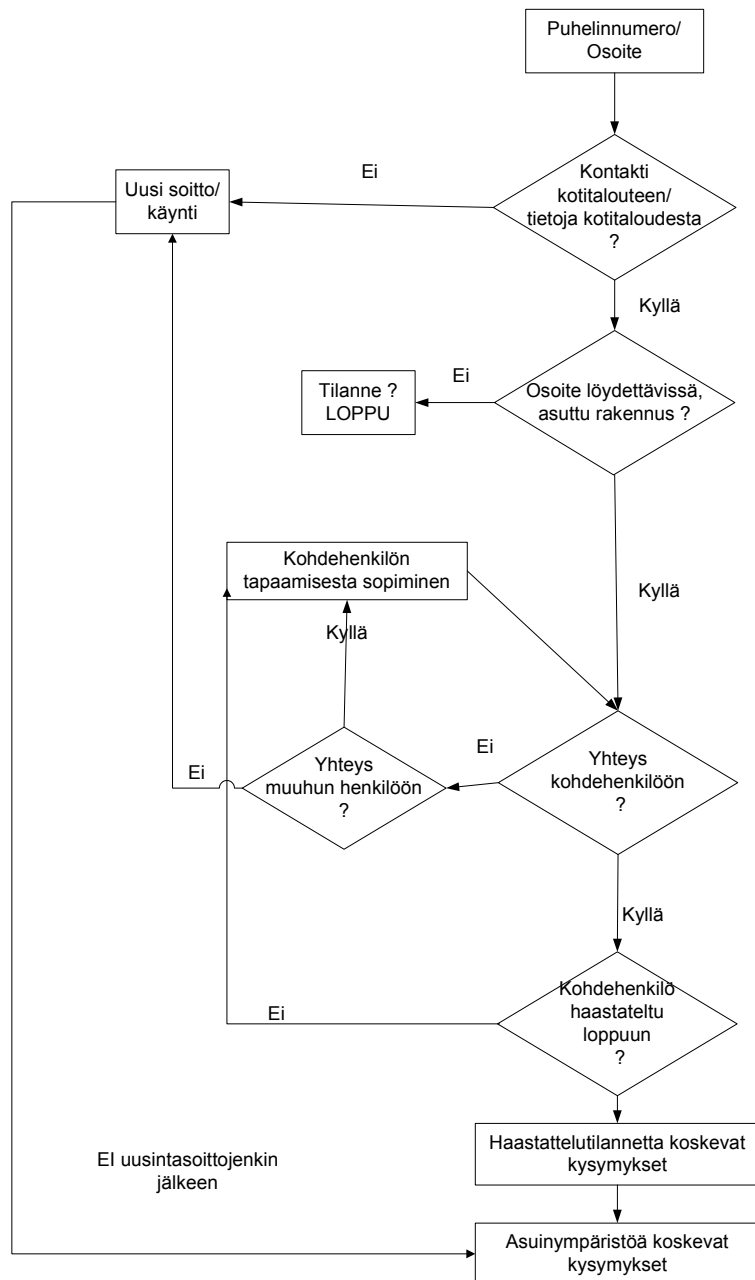 Puhelinnumero/
Osoite
Kontakti
kotitalouteen/
tietoja kotitaloudesta
?
Ei
Uusi soitto/
käynti
Kyllä
Osoite löydettävissä,
asuttu rakennus ?
Ei
Tilanne ?
LOPPU
Kyllä
Kohdehenkilön
tapaamisesta sopiminen
Kyllä
Yhteys
kohdehenkilöön
?
Ei
Yhteys
muuhun henkilöön
?
Ei
Kyllä
Kohdehenkilö
haastateltu
loppuun
?
Ei
Haastattelutilannetta koskevat
kysymykset
EI uusintasoittojenkin
jälkeen
Asuinympäristöä koskevat
kysymykset